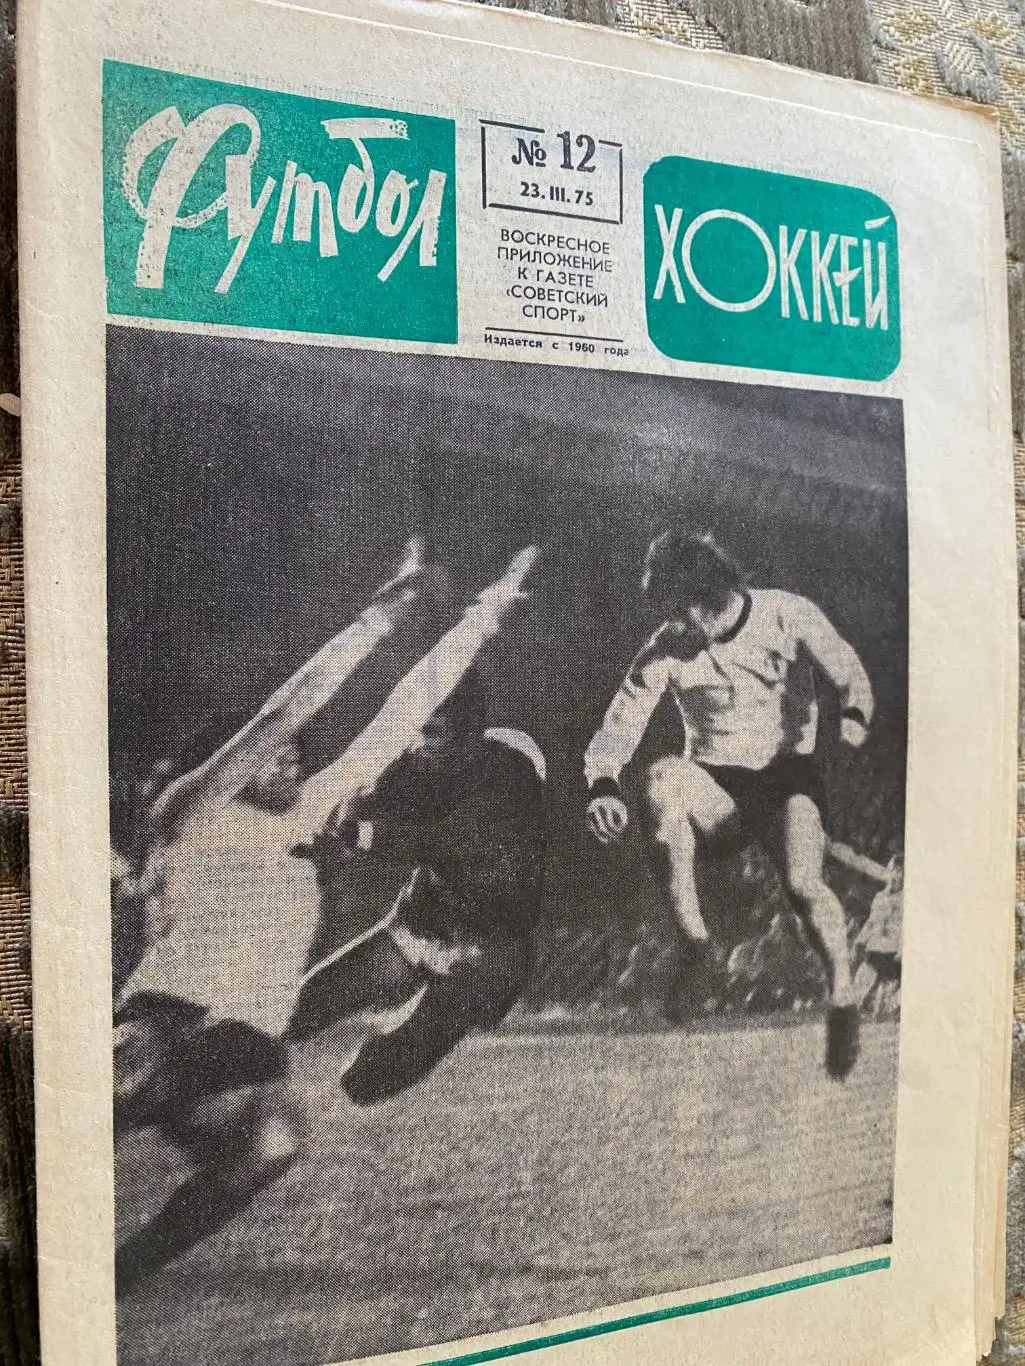 Футбол
№ 12
23. III. 75
ВОСКРЕСНОЕ
ПРИЛОЖЕНИЕ
К ГАЗЕТЕ
«СОВЕТСКИЙ
СПОРТ»
Издается с 1960 года
ХОККЕЙ